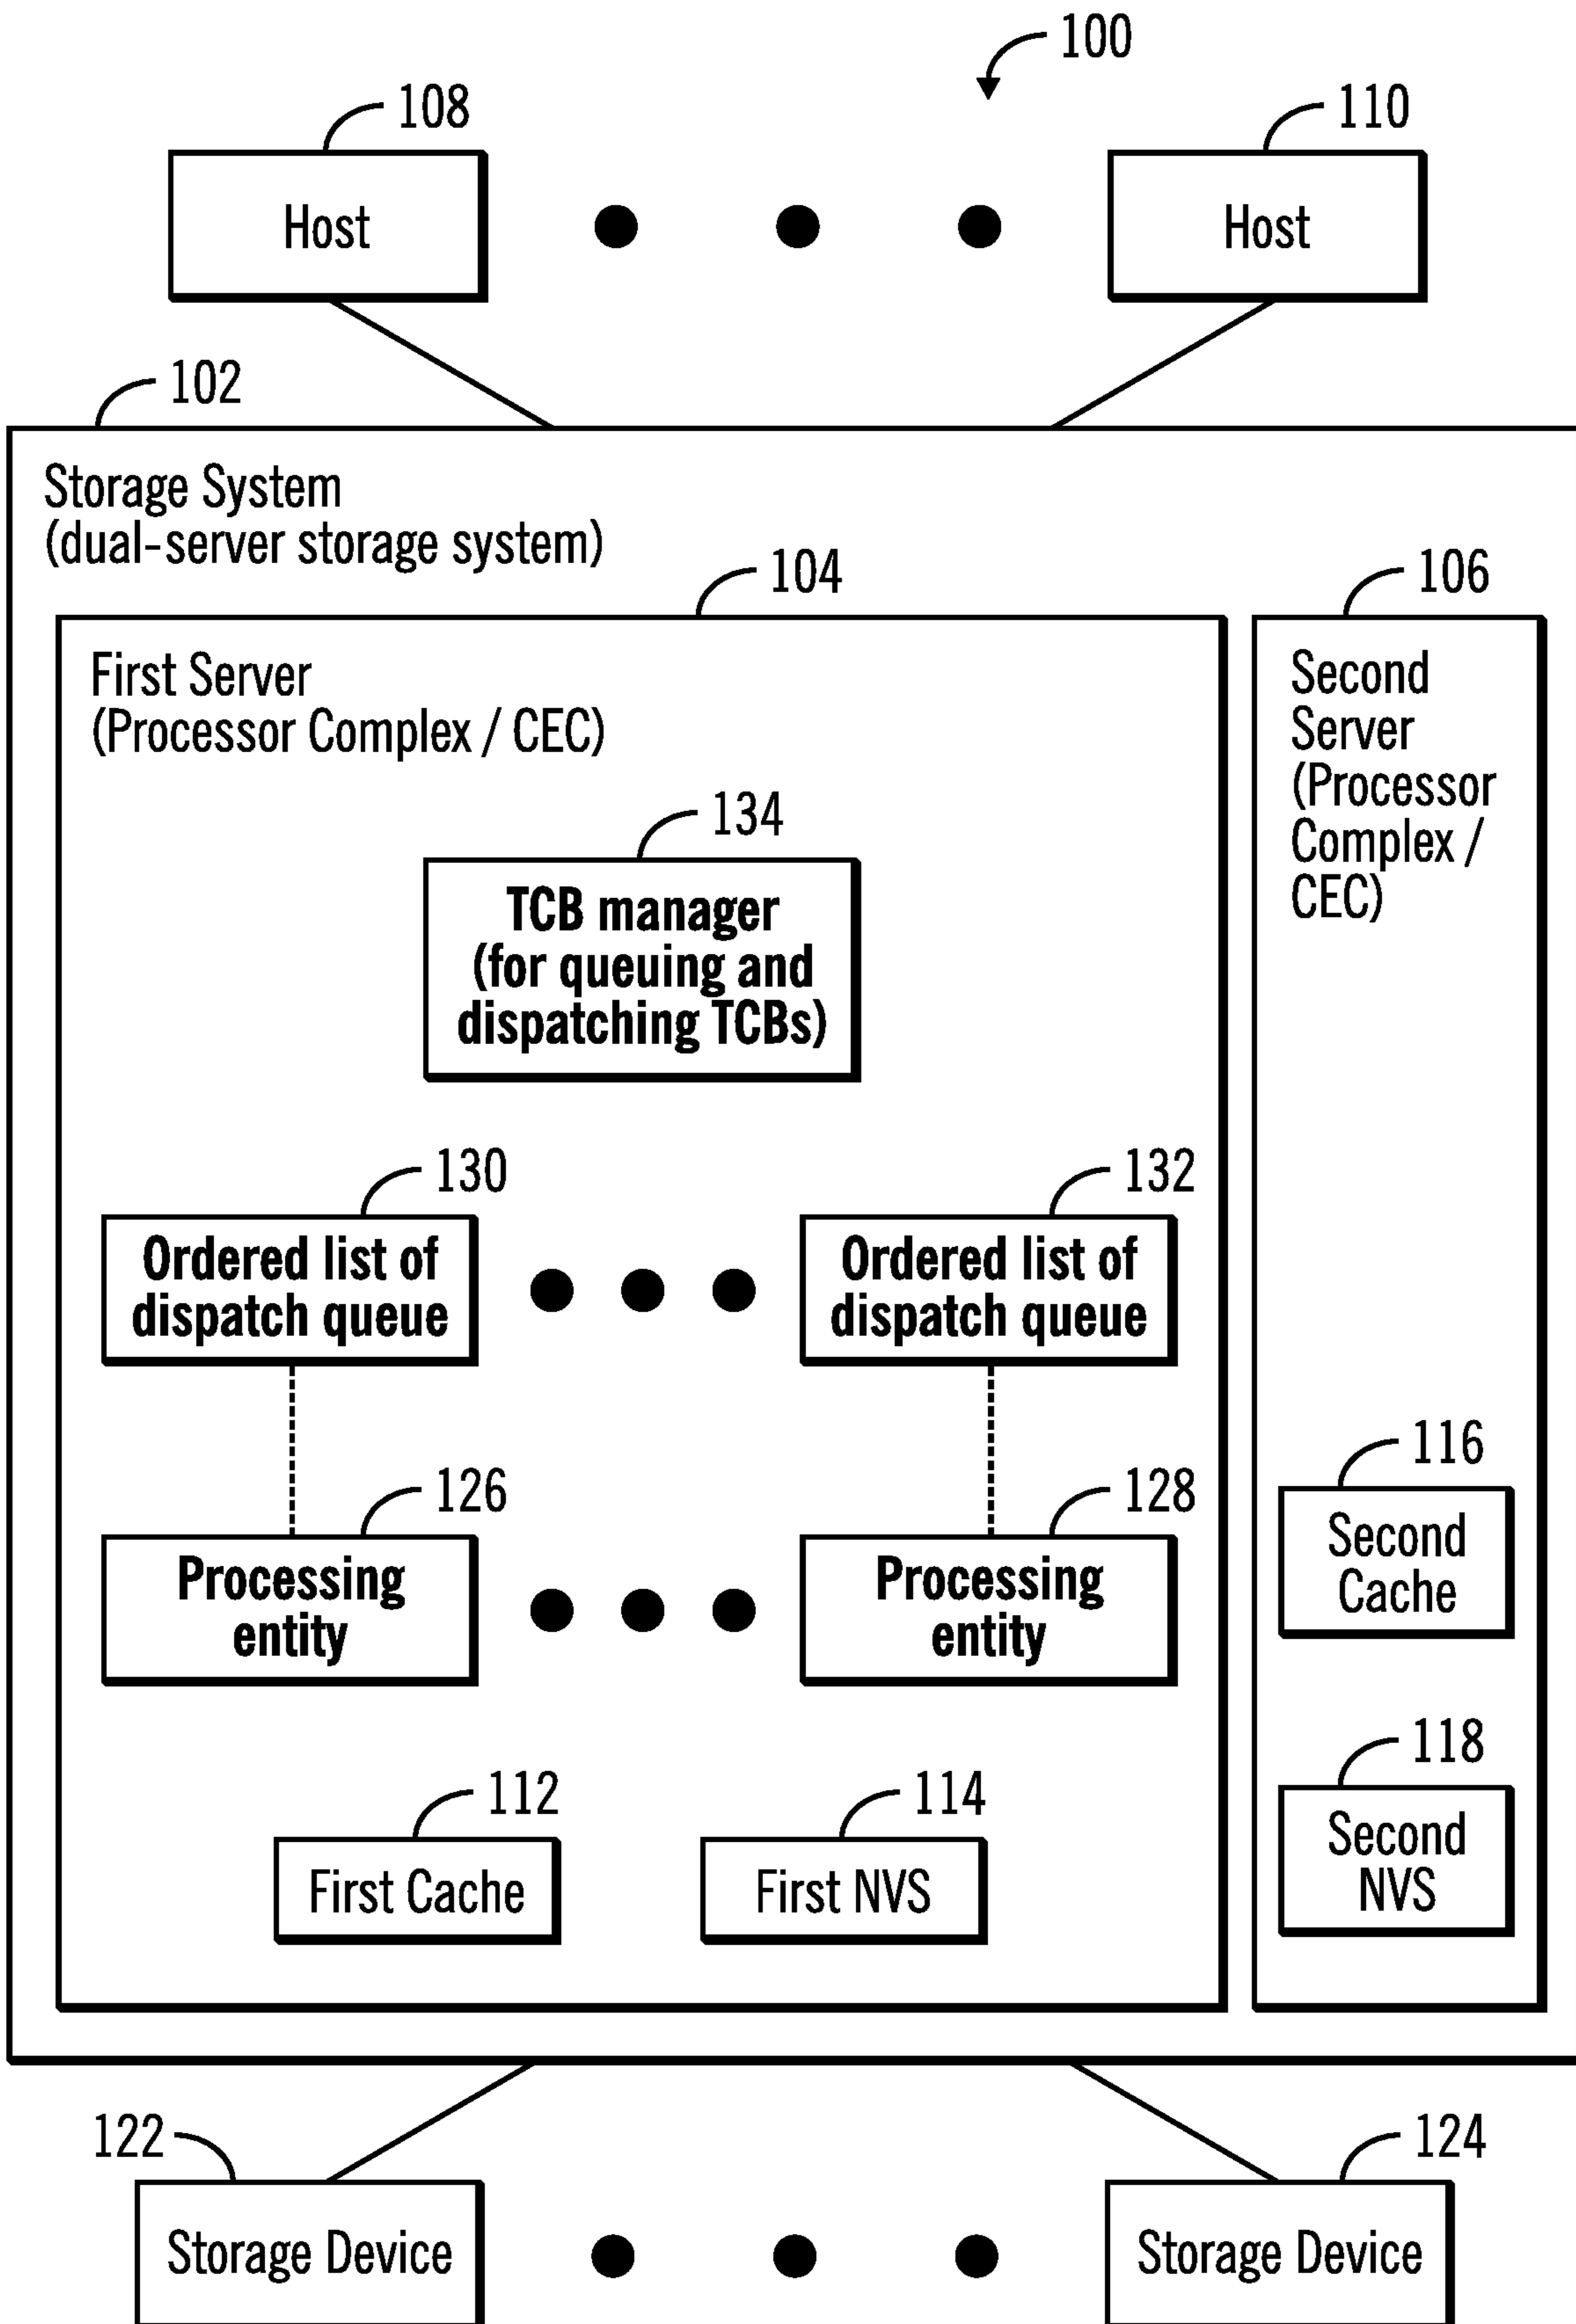 100
108
110
Host
Host
102
Storage System
(dual-server storage system)
104
106
First Server
(Processor Complex / CEC)
Second
Server
(Processor
Complex /
CEC)
134
TCB manager
(for queuing and
dispatching TCBs)
130
132
Ordered list of
dispatch queue
Ordered list of
dispatch queue
126
128
Processing
entity
Processing
entity
116
Second
Cache
118
Second
NVS
112
114
First Cache
First NVS
122
124
Storage Device
Storage Device